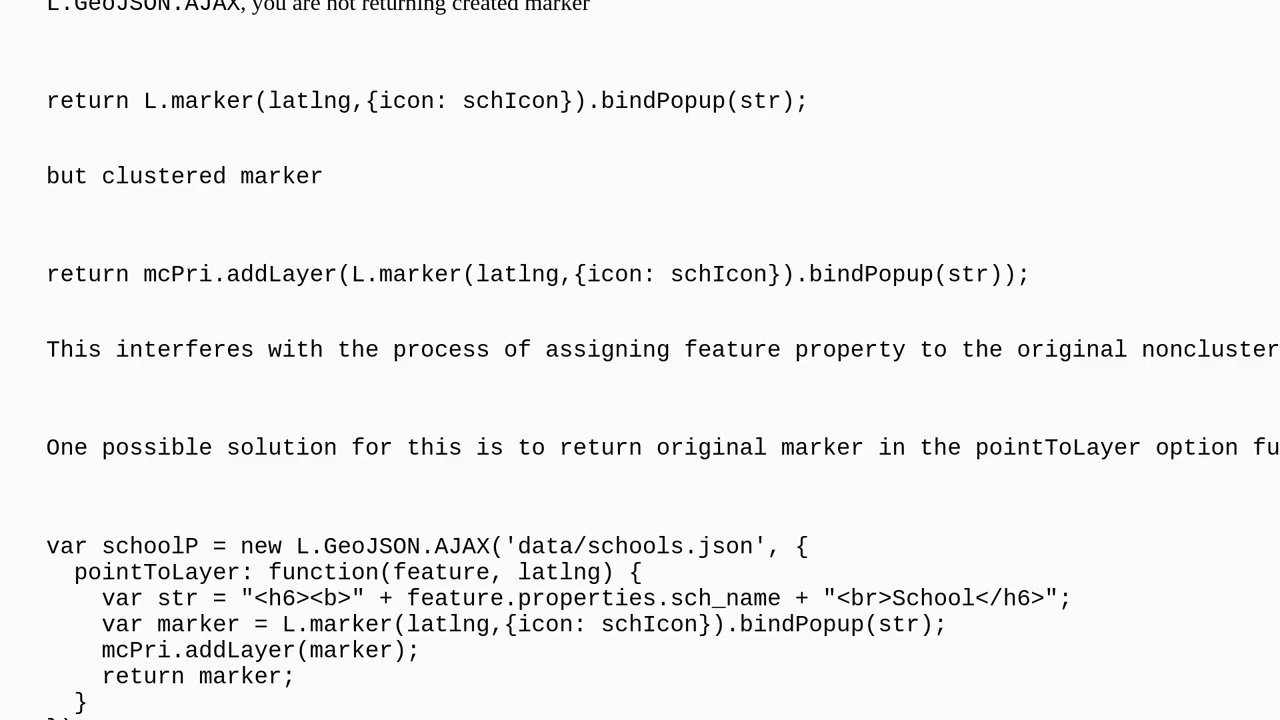 L.GeoJSON.AJAX, you are not returning created marker
return L.marker(latlng,{icon: schIcon}).bindPopup(str);
but clustered marker
return mcPri.addLayer(L.marker(latlng,{icon: schIcon}).bindPopup(str));
This interferes with the process of assigning feature property to the original noncluster
One possible solution for this is to return original marker in the pointToLayer option fu
var schoolP = new L.GeoJSON.AJAX('data/schools.json', {
  pointToLayer: function(feature, latlng) {
    var str = "<h6><b>" + feature.properties.sch_name + "<br>School</h6>";
    var marker = L.marker(latlng,{icon: schIcon}).bindPopup(str);
    mcPri.addLayer(marker);
    return marker;
  }